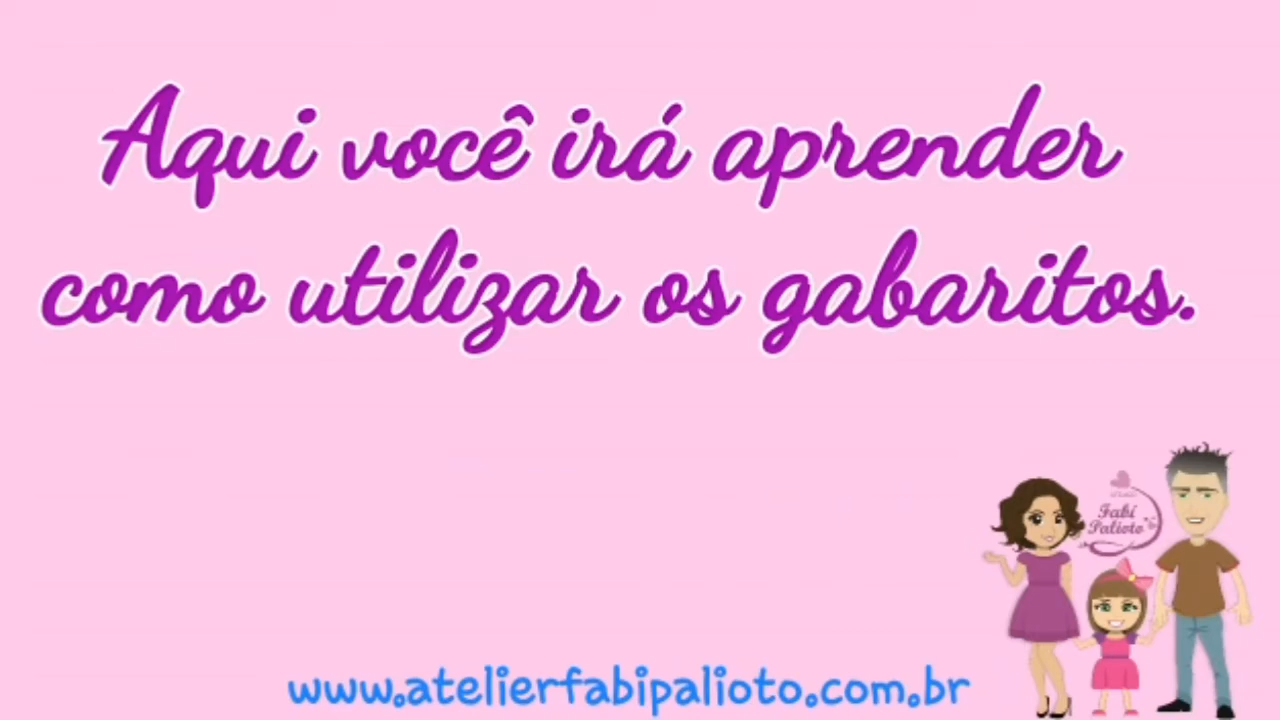 Aqui você irá aprender
como utilizar os gabaritos.
Fabi
Palioto
www.atelierfabipalioto.com.br